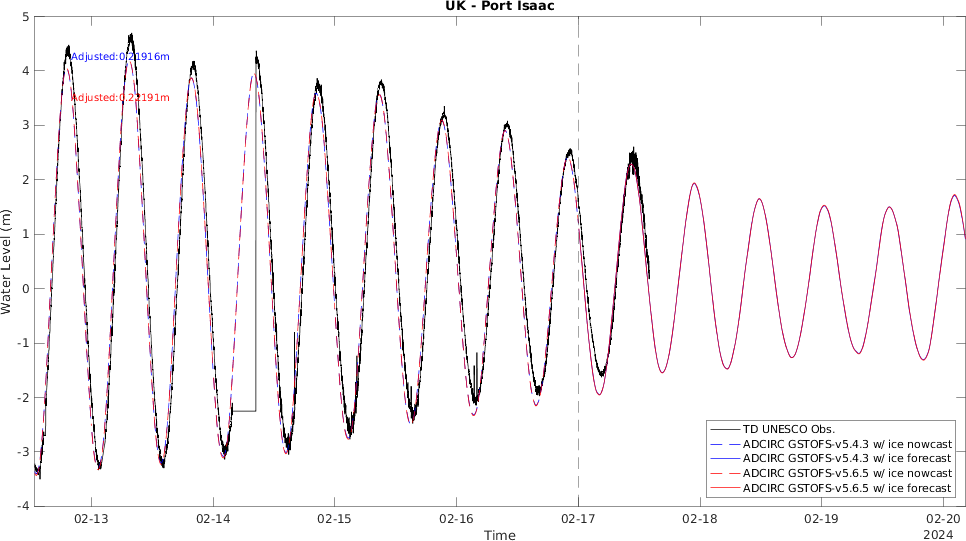 UK - Port Isaac
Water Level (m)
5
4
3
2
1
0
-1
-2
-3
-4
Adjusted:0.21916m
Adjusted:0.22191m
TD UNESCO Obs.
ADCIRC GSTOFS-v5.4.3 w/ ice nowcast
ADCIRC GSTOFS-v5.4.3 w/ ice forecast
ADCIRC GSTOFS-v5.6.5 w/ ice nowcast
ADCIRC GSTOFS-v5.6.5 w/ ice forecast
02-13 02-14 02-15 02-16 02-17 02-18 02-19 02-20
Time
2024